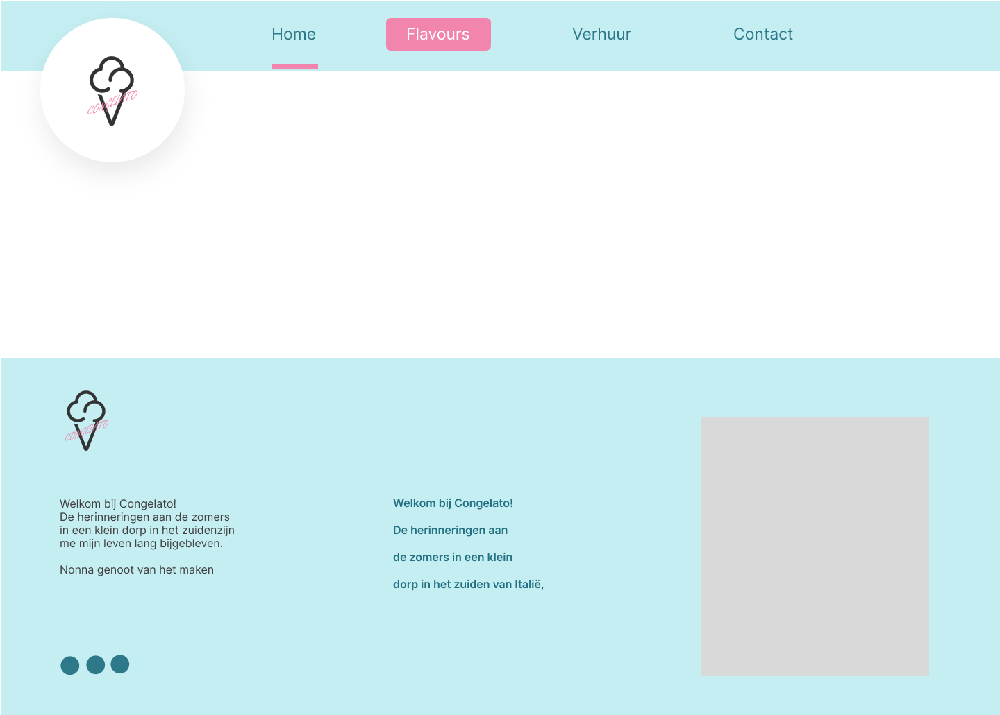 Home
Flavours
Verhuur
Contact
CONGELATO
CONGELATO
Welkom bij Congelato!
De herinneringen aan de zomers
in een klein dorp in het zuidenzijn
me mijn leven lang bijgebleven.
Nonna genoot van het maken
Welkom bij Congelato!
De herinneringen aan
de zomers in een klein
dorp in het zuiden van Italië,